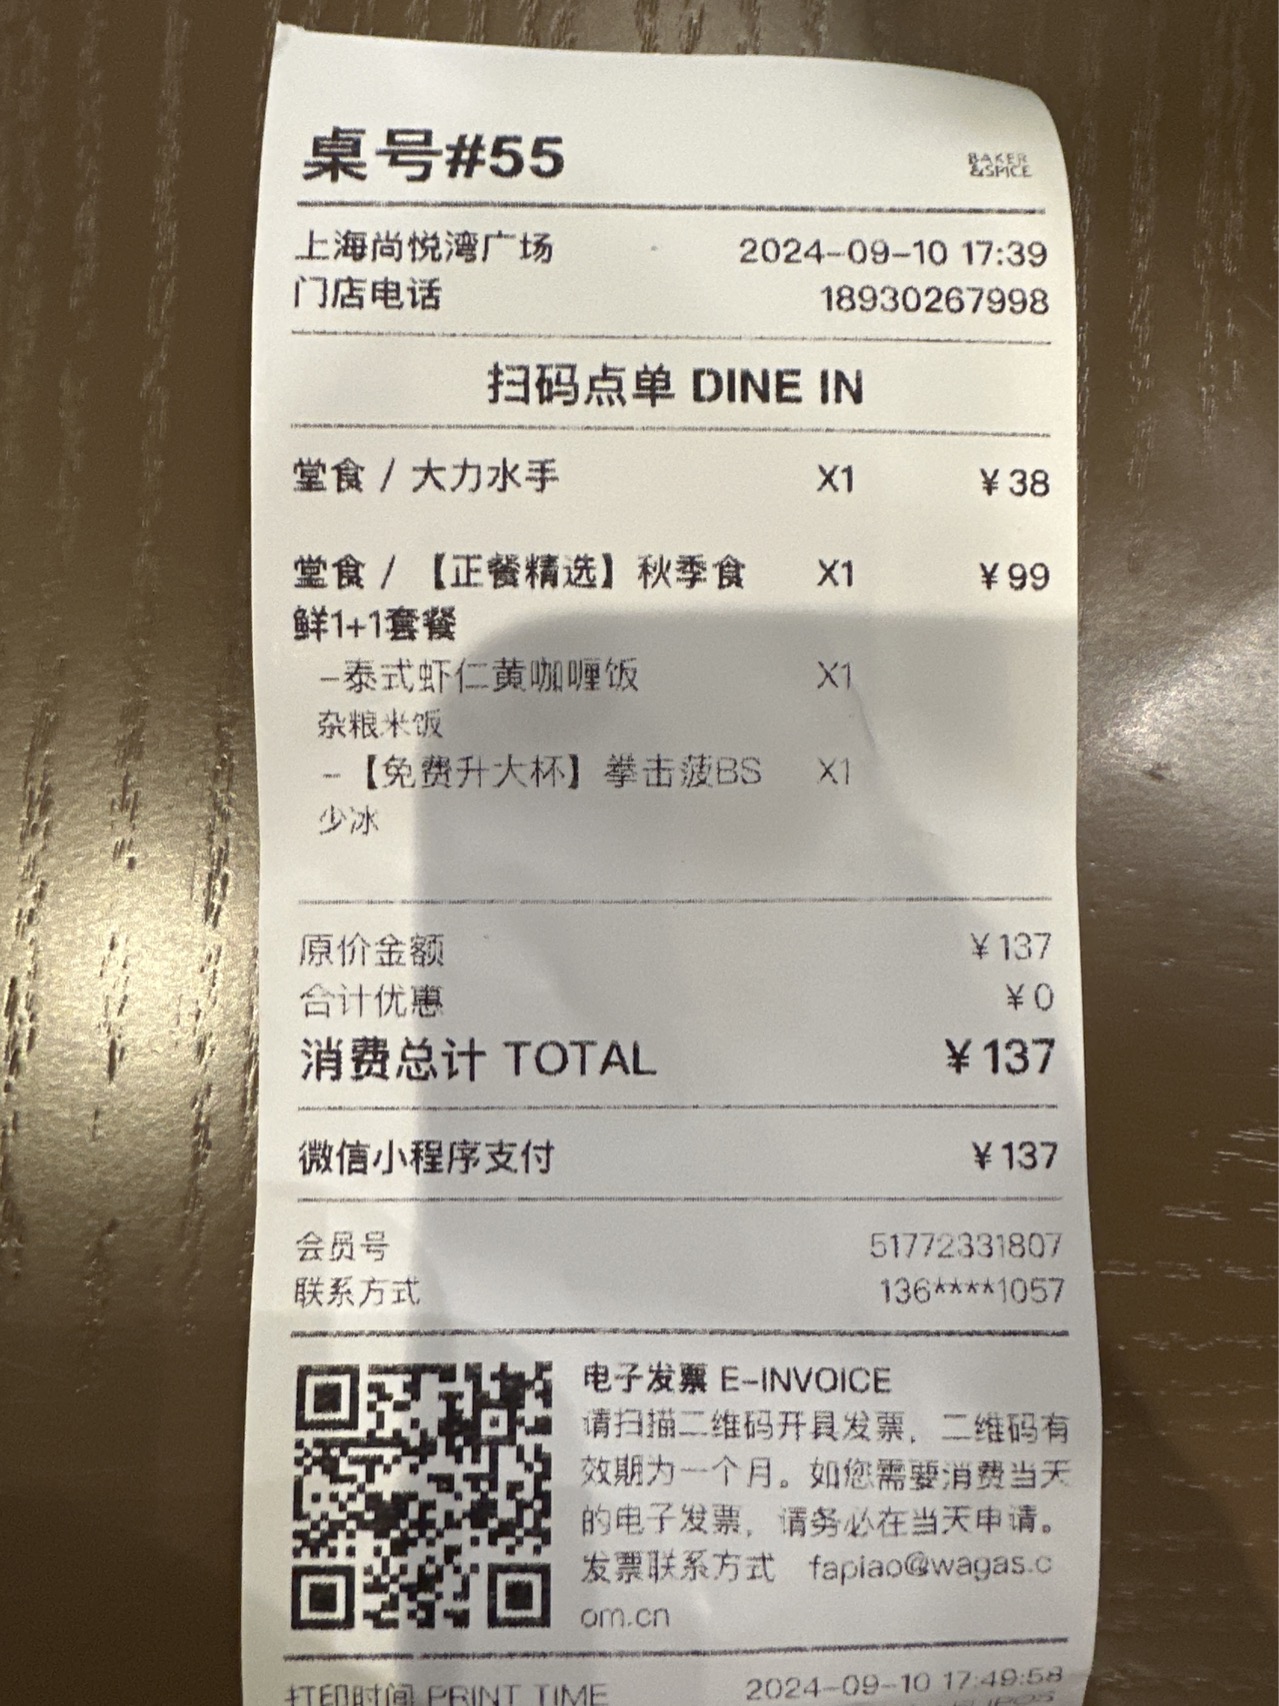 桌号#55
BAKER
&SPICE
上海尚悦湾广场 2024-09-10 17:39
门店电话 18930267998
扫码点单 DINE IN
堂食 / 大力水手 X1 ¥38
堂食 / 【正餐精选】秋季食 X1 ¥99
鲜1+1套餐
-泰式虾仁黄咖喱饭 X1
杂粮米饭
-【免费升大杯】拳击菠BS X1
少冰
原价金额 ¥137
合计优惠 ¥0
消费总计 TOTAL ¥137
微信小程序支付 ¥137
会员号 51772331807
联系方式 136****1057
电子发票 E-INVOICE
请扫描二维码开具发票，二维码有
效期为一个月。如您需要消费当天
的电子发票，请务必在当天申请。
发票联系方式 fapiao@wagas.c
om.cn
打印时间 PRINT TIME 2024-09-10 17:49:58